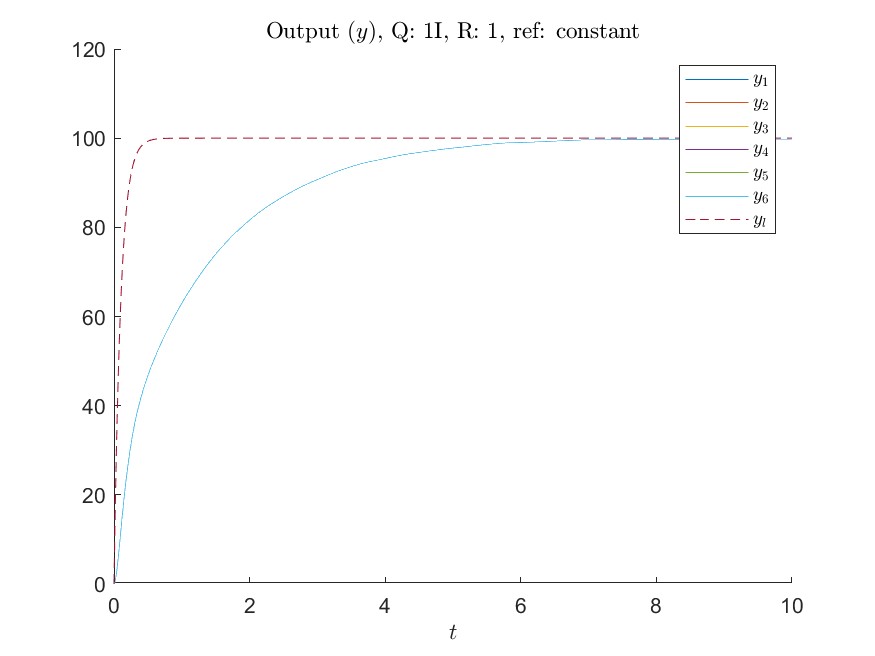 Output (y), Q: 1I, R: 1, ref: constant
120
100
80
60
40
20
0
0 2 4 6 8 10
t
y₁
y₂
y₃
y₄
y₅
y₆
yₗ